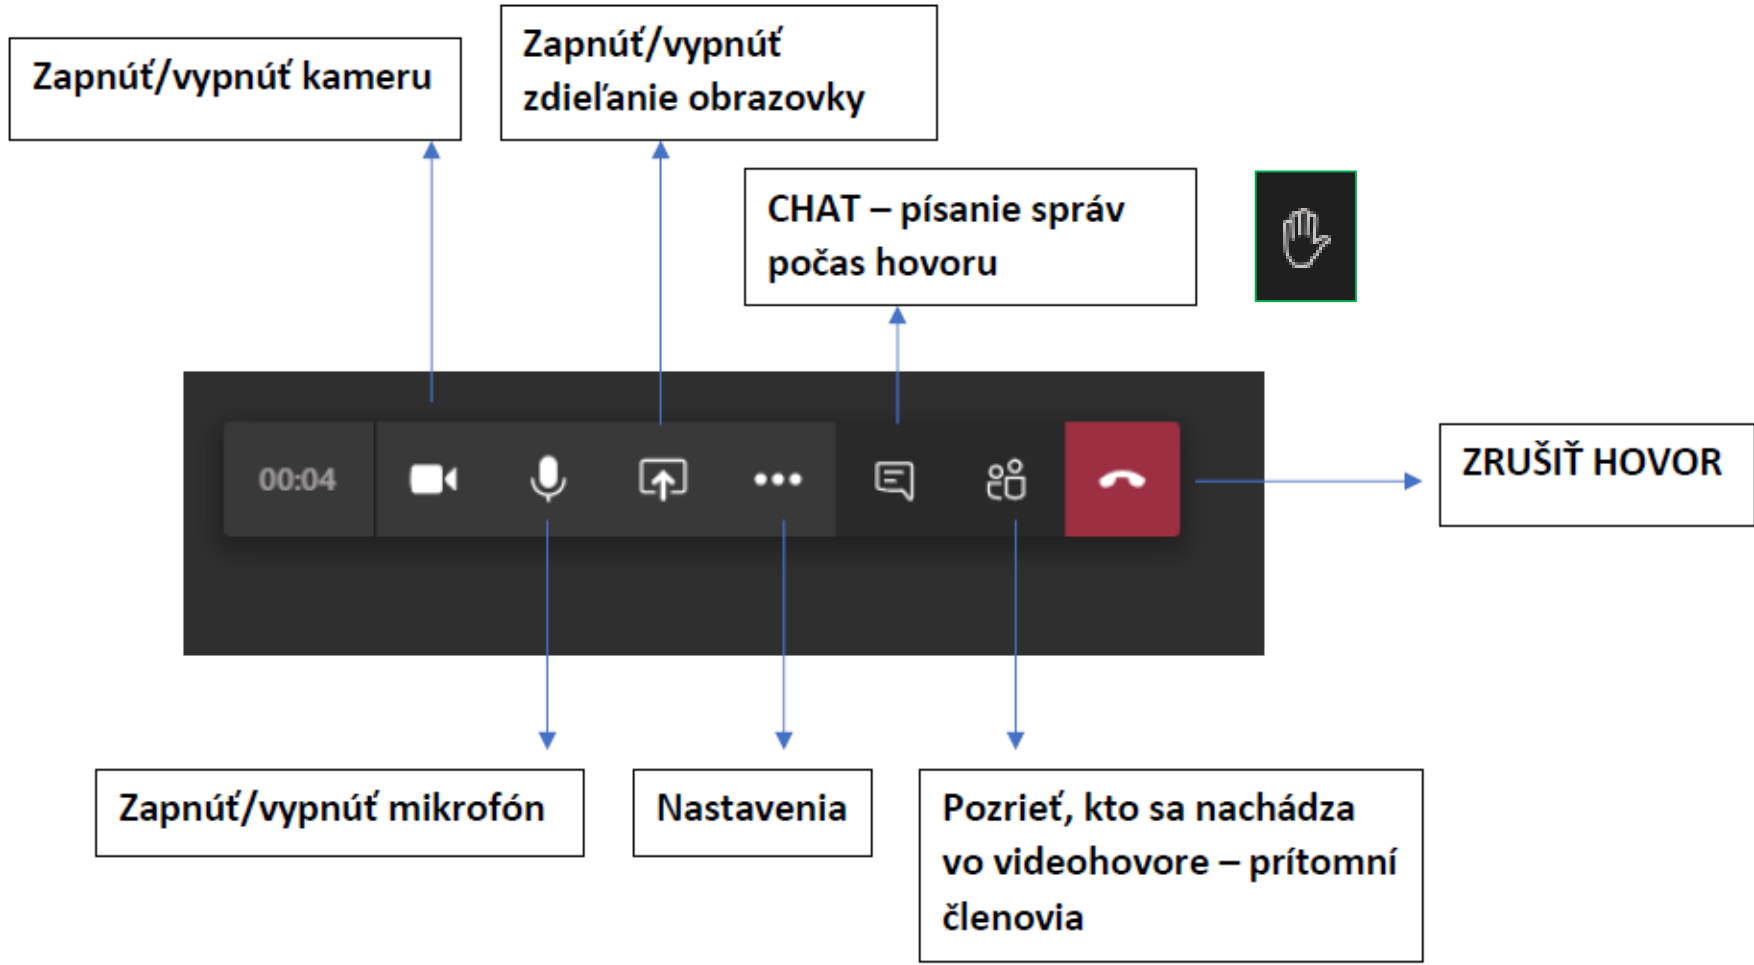 Zapnúť/vypnúť kameru
Zapnúť/vypnúť
zdieľanie obrazovky
CHAT – písanie správ
počas hovoru
00:04
ZRUŠIŤ HOVOR
Zapnúť/vypnúť mikrofón
Nastavenia
Pozrieť, kto sa nachádza
vo videohovore – prítomní
členovia